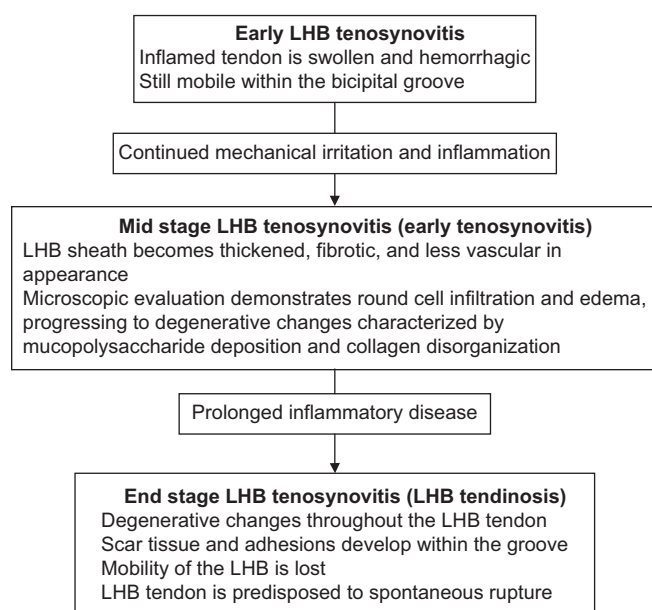 Early LHB tenosynovitis
Inflamed tendon is swollen and hemorrhagic
Still mobile within the bicipital groove
Continued mechanical irritation and inflammation
Mid stage LHB tenosynovitis (early tenosynovitis)
LHB sheath becomes thickened, fibrotic, and less vascular in
appearance
Microscopic evaluation demonstrates round cell infiltration and edema,
progressing to degenerative changes characterized by
mucopolysaccharide deposition and collagen disorganization
Prolonged inflammatory disease
End stage LHB tenosynovitis (LHB tendinosis)
Degenerative changes throughout the LHB tendon
Scar tissue and adhesions develop within the groove
Mobility of the LHB is lost
LHB tendon is predisposed to spontaneous rupture